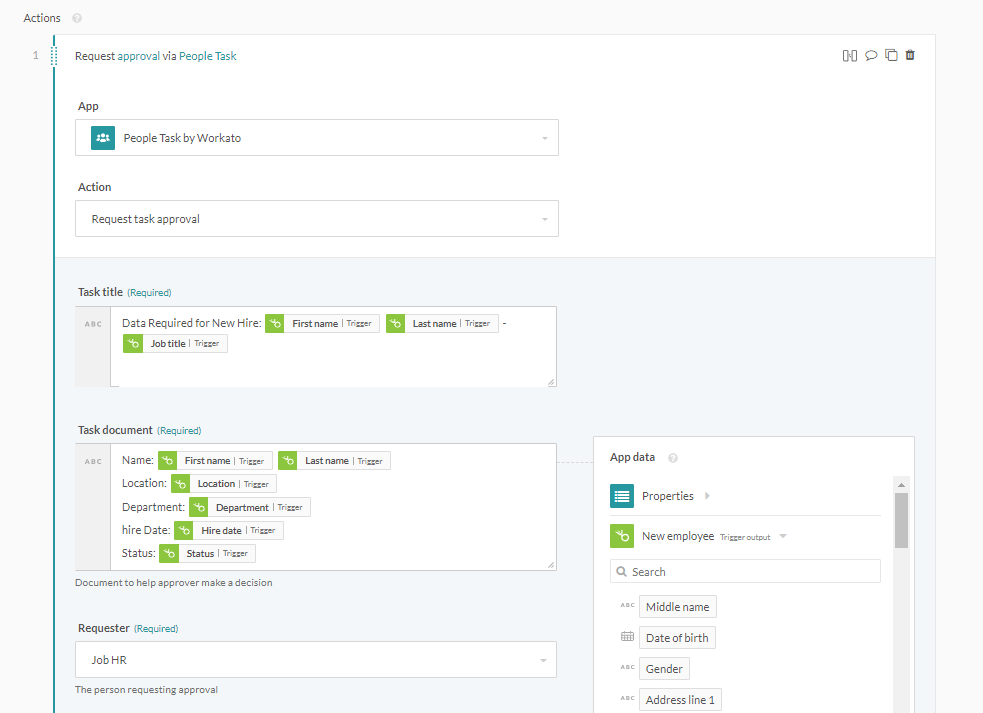 Actions ?
1 Request approval via People Task
App
People Task by Workato
Action
Request task approval
Task title (Required)
ABC Data Required for New Hire: First name | Trigger Last name | Trigger -
Job title | Trigger
Task document (Required)
ABC Name: First name | Trigger Last name | Trigger
Location: Location | Trigger
Department: Department | Trigger
hire Date: Hire date | Trigger
Status: Status | Trigger
Document to help approver make a decision
Requester (Required)
Job HR
The person requesting approval
App data ?
Properties
New employee Trigger output
Search
ABC Middle name
Date of birth
ABC Gender
ABC Address line 1